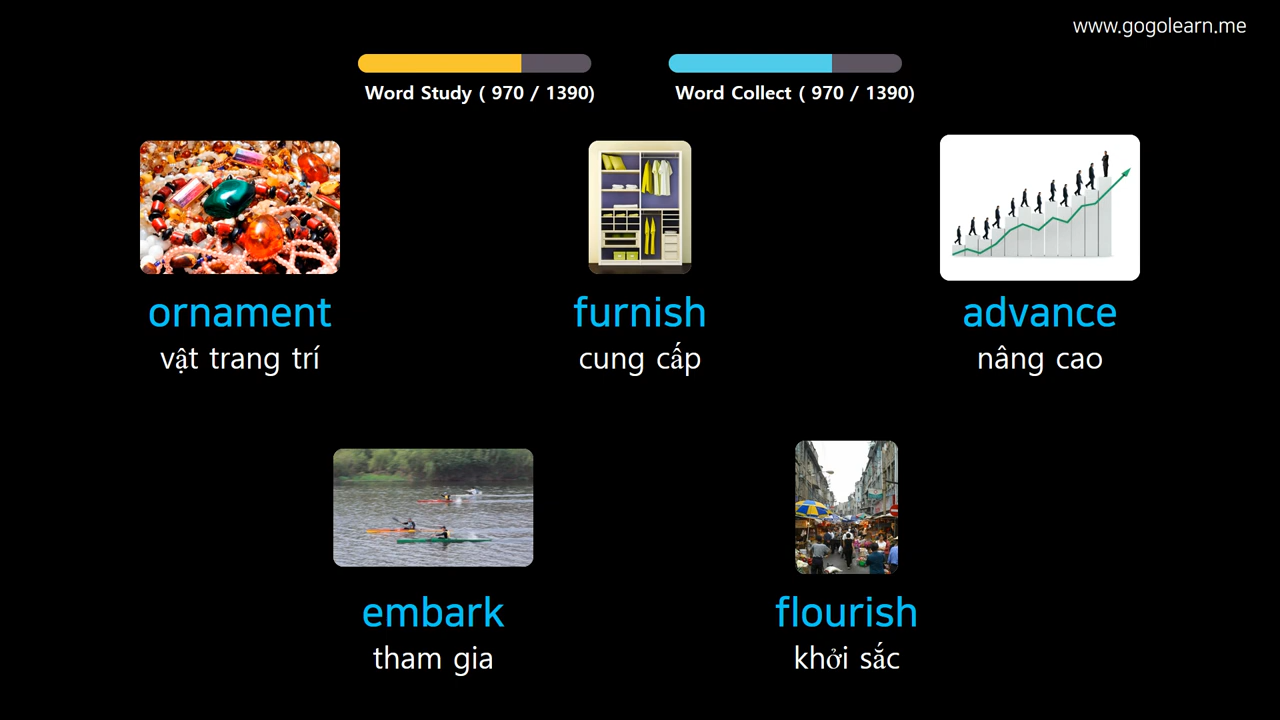 www.gogolearn.me
Word Study ( 970 / 1390)
Word Collect ( 970 / 1390)
ornament
furnish
advance
vật trang trí
cung cấp
nâng cao
embark
flourish
tham gia
khởi sắc